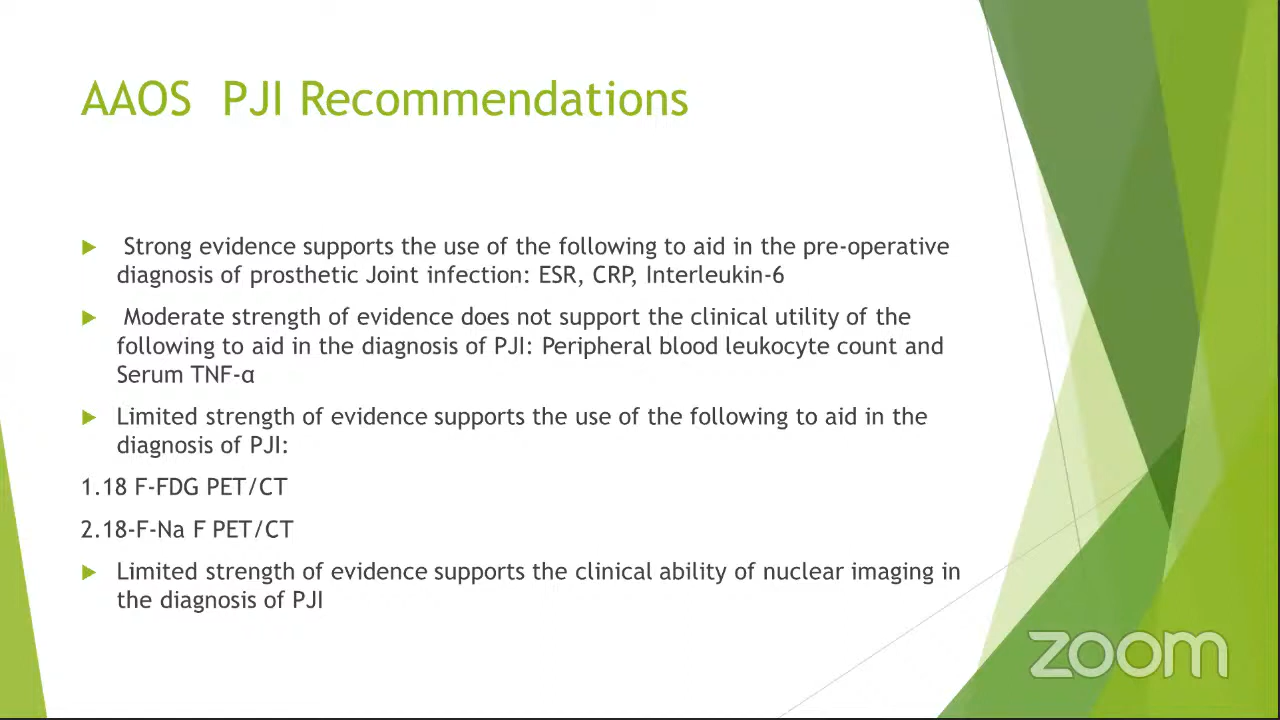 AAOS  PJI Recommendations
Strong evidence supports the use of the following to aid in the pre-operative
diagnosis of prosthetic Joint infection: ESR, CRP, Interleukin-6
Moderate strength of evidence does not support the clinical utility of the
following to aid in the diagnosis of PJI: Peripheral blood leukocyte count and
Serum TNF-α
Limited strength of evidence supports the use of the following to aid in the
diagnosis of PJI:
1.18 F-FDG PET/CT
2.18-F-Na F PET/CT
Limited strength of evidence supports the clinical ability of nuclear imaging in
the diagnosis of PJI
zoom